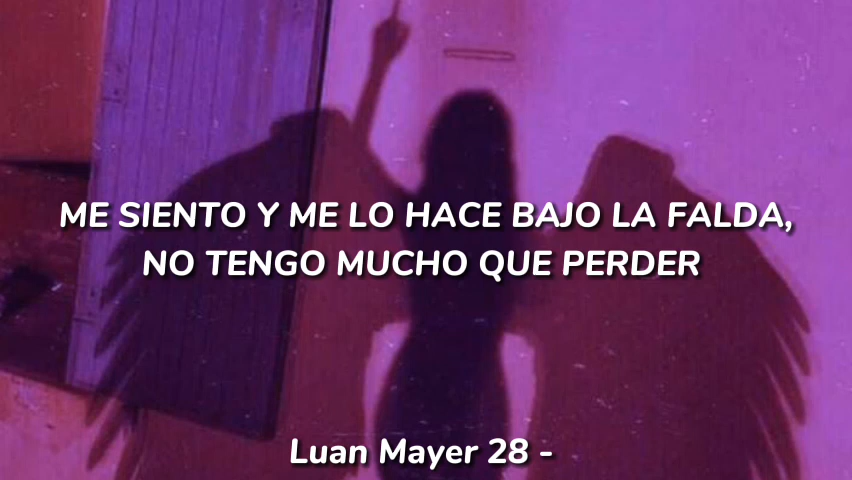 ME SIENTO Y ME LO HACE BAJO LA FALDA,
NO TENGO MUCHO QUE PERDER
Luan Mayer 28 -